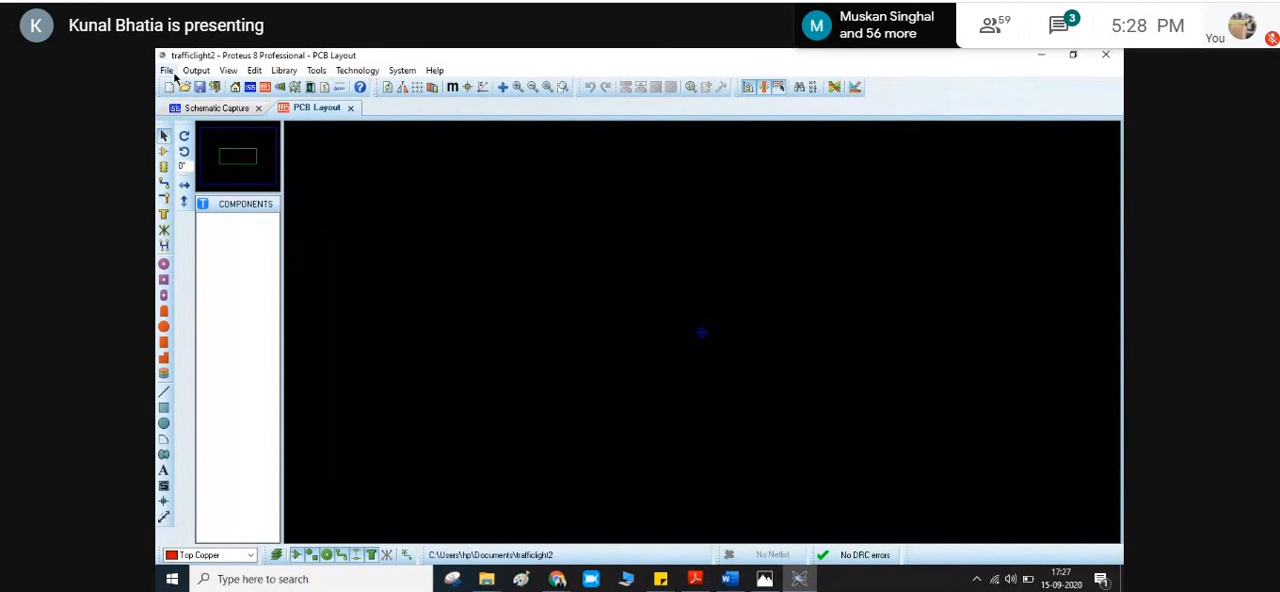 K
Kunal Bhatia is presenting
M
Muskan Singhal
and 56 more
59
3
5:28 PM
You
trafficlight2 - Proteus 8 Professional - PCB Layout
File Output View Edit Library Tools Technology System Help
Schematic Capture
PCB Layout
0°
T COMPONENTS
A
Top Copper
C:\Users\hp\Documents\trafficlight2
No Netlist
No DRC errors
Type here to search
17:27
15-09-2020
1